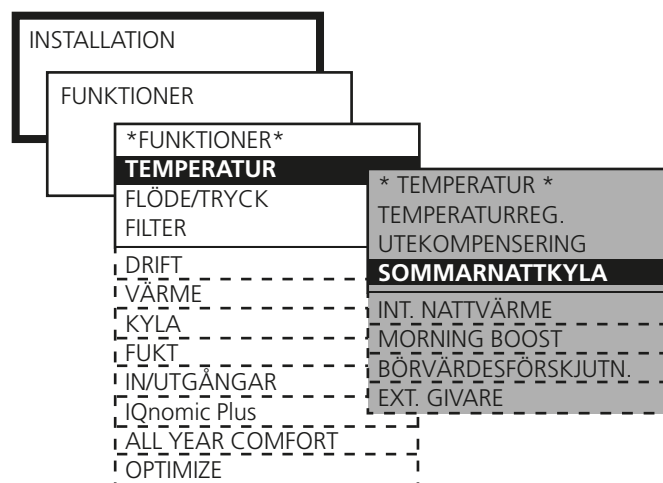 INSTALLATION
FUNKTIONER
*FUNKTIONER*
TEMPERATUR
FLÖDE/TRYCK
FILTER
DRIFT
VÄRME
KYLA
FUKT
IN/UTGÅNGAR
IQnomic Plus
ALL YEAR COMFORT
OPTIMIZE
* TEMPERATUR *
TEMPERATURREG.
UTEKOMPENSERING
SOMMARNATTKYLA
INT. NATTVÄRME
MORNING BOOST
BÖRVÄRDESFÖRSKJUTN.
EXT. GIVARE